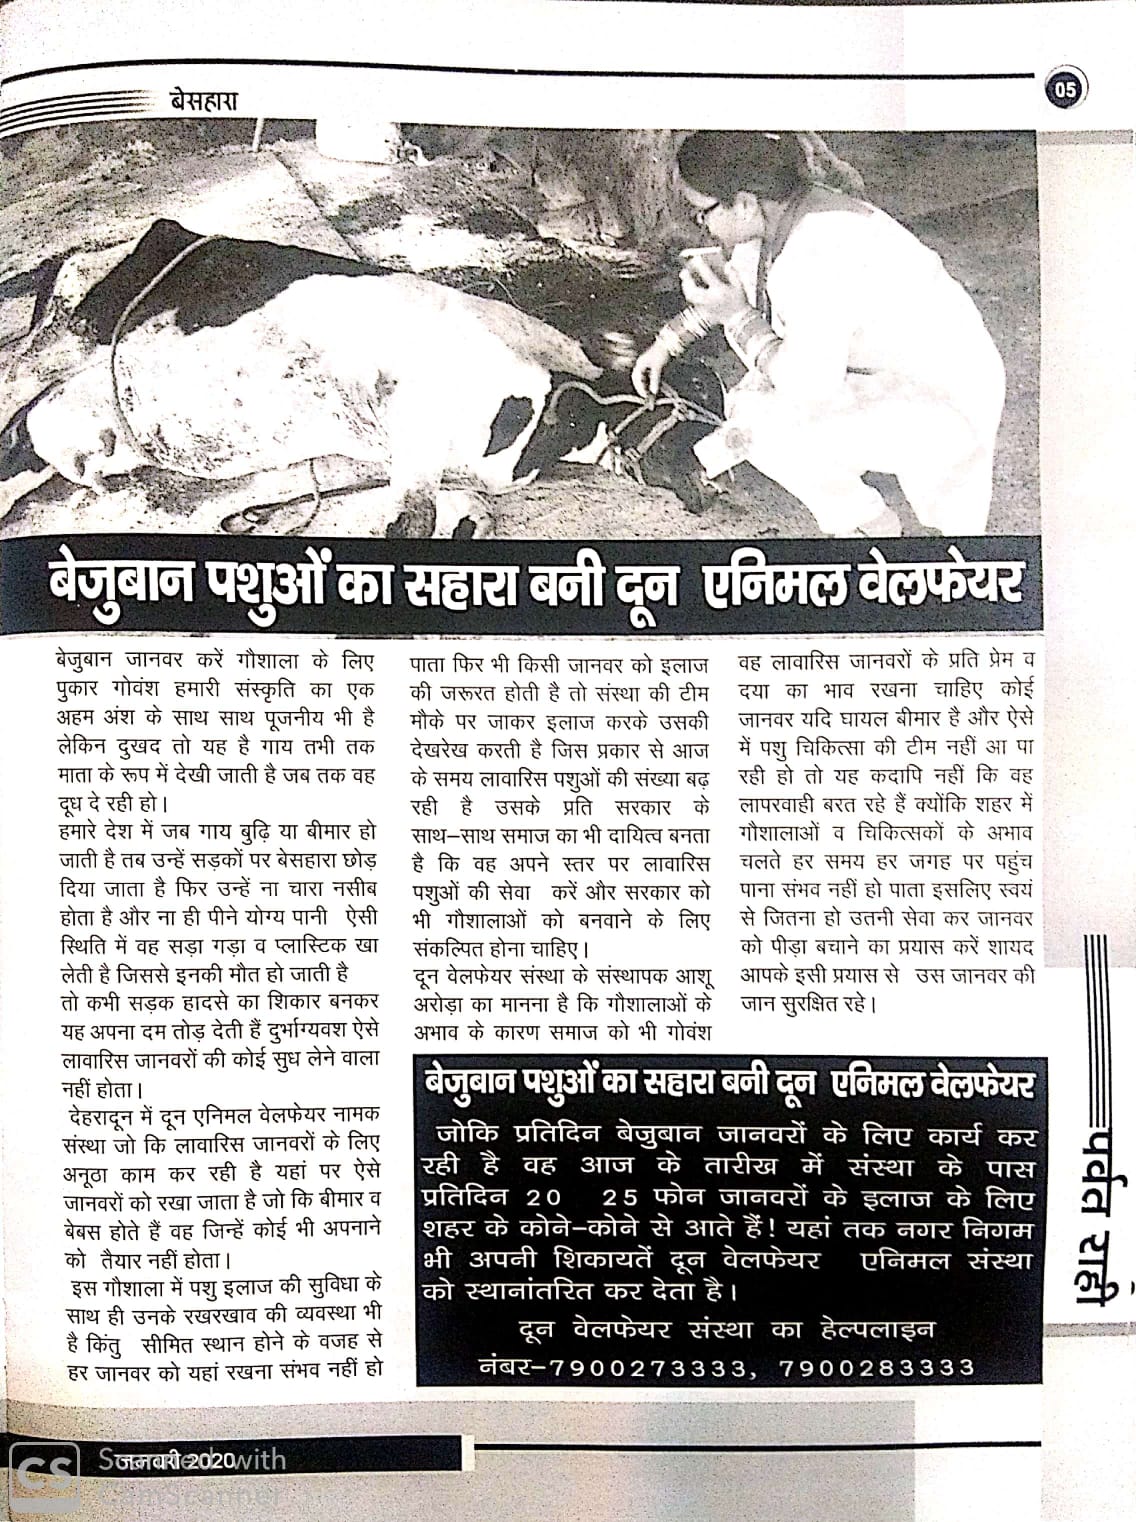 बेसहारा
05
बेजुबान पशुओं का सहारा बनी दून एनिमल वेलफेयर
बेजुबान जानवर करें गौशाला के लिए
पुकार गोवंश हमारी संस्कृति का एक
अहम अंश के साथ साथ पूजनीय भी है
लेकिन दुखद तो यह है गाय तभी तक
माता के रूप में देखी जाती है जब तक वह
दूध दे रही हो।
हमारे देश में जब गाय बुढ़ि या बीमार हो
जाती है तब उन्हें सड़कों पर बेसहारा छोड़
दिया जाता है फिर उन्हें ना चारा नसीब
होता है और ना ही पीने योग्य पानी ऐसी
स्थिति में वह सड़ा गड़ा व प्लास्टिक खा
लेती है जिससे इनकी मौत हो जाती है
तो कभी सड़क हादसे का शिकार बनकर
यह अपना दम तोड़ देती हैं दुर्भाग्यवश ऐसे
लावारिस जानवरों की कोई सुध लेने वाला
नहीं होता।
देहरादून में दून एनिमल वेलफेयर नामक
संस्था जो कि लावारिस जानवरों के लिए
अनूठा काम कर रही है यहां पर ऐसे
जानवरों को रखा जाता है जो कि बीमार व
बेबस होते हैं वह जिन्हें कोई भी अपनाने
को तैयार नहीं होता।
इस गौशाला में पशु इलाज की सुविधा के
साथ ही उनके रखरखाव की व्यवस्था भी
है किंतु सीमित स्थान होने के वजह से
हर जानवर को यहां रखना संभव नहीं हो
पाता फिर भी किसी जानवर को इलाज
की जरूरत होती है तो संस्था की टीम
मौके पर जाकर इलाज करके उसकी
देखरेख करती है जिस प्रकार से आज
के समय लावारिस पशुओं की संख्या बढ़
रही है उसके प्रति सरकार के
साथ–साथ समाज का भी दायित्व बनता
है कि वह अपने स्तर पर लावारिस
पशुओं की सेवा करें और सरकार को
भी गौशालाओं को बनवाने के लिए
संकल्पित होना चाहिए।
दून वेलफेयर संस्था के संस्थापक आशू
अरोड़ा का मानना है कि गौशालाओं के
अभाव के कारण समाज को भी गोवंश
वह लावारिस जानवरों के प्रति प्रेम व
दया का भाव रखना चाहिए कोई
जानवर यदि घायल बीमार है और ऐसे
में पशु चिकित्सा की टीम नहीं आ पा
रही हो तो यह कदापि नहीं कि वह
लापरवाही बरत रहे हैं क्योंकि शहर में
गौशालाओं व चिकित्सकों के अभाव
चलते हर समय हर जगह पर पहुंच
पाना संभव नहीं हो पाता इसलिए स्वयं
से जितना हो उतनी सेवा कर जानवर
को पीड़ा बचाने का प्रयास करें शायद
आपके इसी प्रयास से उस जानवर की
जान सुरक्षित रहे।
बेजुबान पशुओं का सहारा बनी दून एनिमल वेलफेयर
जोकि प्रतिदिन बेजुबान जानवरों के लिए कार्य कर
रही है वह आज के तारीख में संस्था के पास
प्रतिदिन 20 25 फोन जानवरों के इलाज के लिए
शहर के कोने–कोने से आते हैं! यहां तक नगर निगम
भी अपनी शिकायतें दून वेलफेयर एनिमल संस्था
को स्थानांतरित कर देता है।
दून वेलफेयर संस्था का हेल्पलाइन
नंबर–7900273333, 7900283333
पर्वत राही
जनवरी 2020
CS
Scanned with
CamScanner